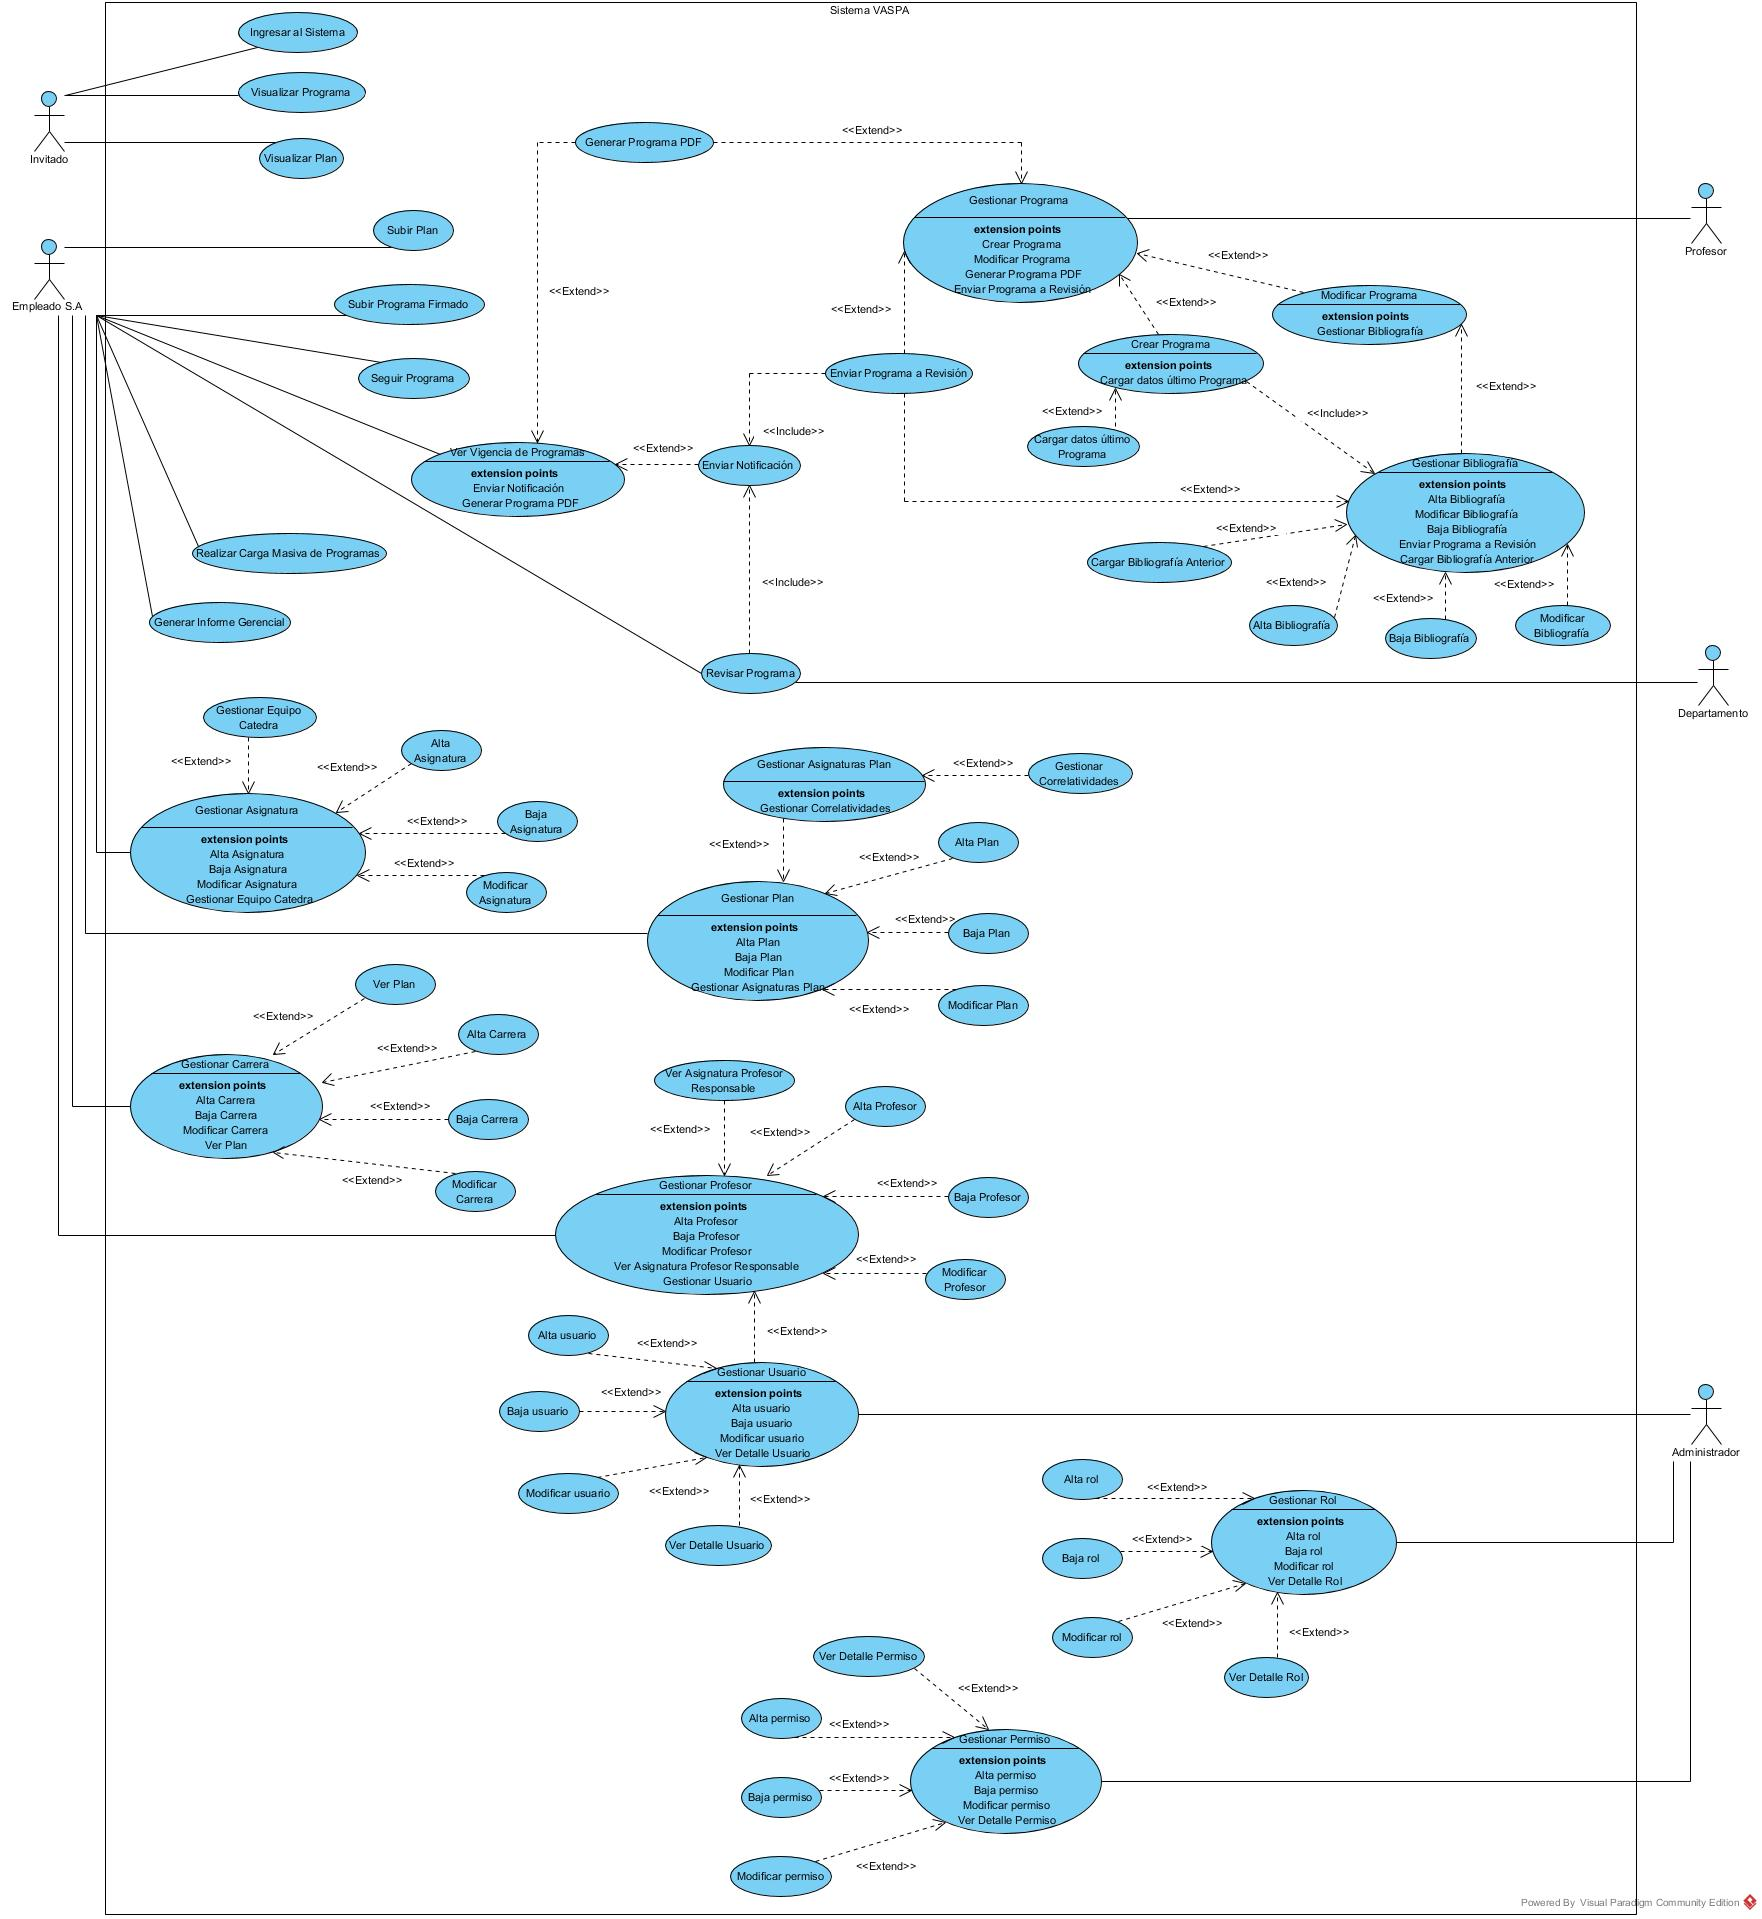 Sistema VASPA
Ingresar al Sistema
Visualizar Programa
Invitado
Visualizar Plan
Generar Programa PDF
<<Extend>>
<<Extend>>
Gestionar Programa
extension points
Crear Programa
Modificar Programa
Generar Programa PDF
Enviar Programa a Revisión
Profesor
Subir Plan
Empleado S.A
Subir Programa Firmado
Seguir Programa
<<Extend>>
<<Extend>>
<<Extend>>
Modificar Programa
extension points
Gestionar Bibliografía
Crear Programa
extension points
Cargar datos último Programa
Enviar Programa a Revisión
<<Extend>>
<<Extend>>
<<Include>>
Cargar datos último
Programa
<<Include>>
<<Extend>>
Ver Vigencia de Programas
extension points
Enviar Notificación
Generar Programa PDF
Enviar Notificación
<<Extend>>
Gestionar Bibliografía
extension points
Alta Bibliografía
Modificar Bibliografía
Baja Bibliografía
Enviar Programa a Revisión
Cargar Bibliografía Anterior
<<Extend>>
Cargar Bibliografía Anterior
<<Extend>>
<<Extend>>
<<Extend>>
Alta Bibliografía
Baja Bibliografía
Modificar
Bibliografía
Realizar Carga Masiva de Programas
<<Include>>
Generar Informe Gerencial
Revisar Programa
Departamento
Gestionar Equipo
Catedra
<<Extend>>
<<Extend>>
Alta
Asignatura
Gestionar Asignatura
extension points
Alta Asignatura
Baja Asignatura
Modificar Asignatura
Gestionar Equipo Catedra
<<Extend>>
Baja
Asignatura
<<Extend>>
Modificar
Asignatura
Gestionar Asignaturas Plan
extension points
Gestionar Correlatividades
<<Extend>>
Gestionar
Correlatividades
<<Extend>>
<<Extend>>
Alta Plan
Gestionar Plan
extension points
Alta Plan
Baja Plan
Modificar Plan
Gestionar Asignaturas Plan
<<Extend>>
Baja Plan
<<Extend>>
Modificar Plan
Ver Plan
<<Extend>>
Alta Carrera
<<Extend>>
Gestionar Carrera
extension points
Alta Carrera
Baja Carrera
Modificar Carrera
Ver Plan
<<Extend>>
Baja Carrera
<<Extend>>
Modificar
Carrera
Ver Asignatura Profesor
Responsable
Alta Profesor
<<Extend>>
<<Extend>>
Gestionar Profesor
extension points
Alta Profesor
Baja Profesor
Modificar Profesor
Ver Asignatura Profesor Responsable
Gestionar Usuario
<<Extend>>
Baja Profesor
<<Extend>>
Modificar
Profesor
<<Extend>>
Alta usuario
<<Extend>>
Baja usuario
<<Extend>>
Gestionar Usuario
extension points
Alta usuario
Baja usuario
Modificar usuario
Ver Detalle Usuario
Modificar usuario
<<Extend>>
<<Extend>>
Ver Detalle Usuario
Administrador
Alta rol
<<Extend>>
Baja rol
<<Extend>>
Gestionar Rol
extension points
Alta rol
Baja rol
Modificar rol
Ver Detalle Rol
Modificar rol
<<Extend>>
<<Extend>>
Ver Detalle Rol
Ver Detalle Permiso
<<Extend>>
Alta permiso
<<Extend>>
Baja permiso
<<Extend>>
Gestionar Permiso
extension points
Alta permiso
Baja permiso
Modificar permiso
Ver Detalle Permiso
Modificar permiso
<<Extend>>
Powered By Visual Paradigm Community Edition